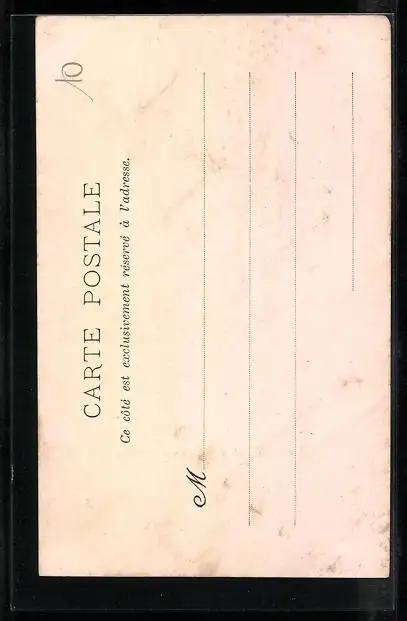 10
CARTE POSTALE
Ce côté est exclusivement réservé à l'adresse.
M